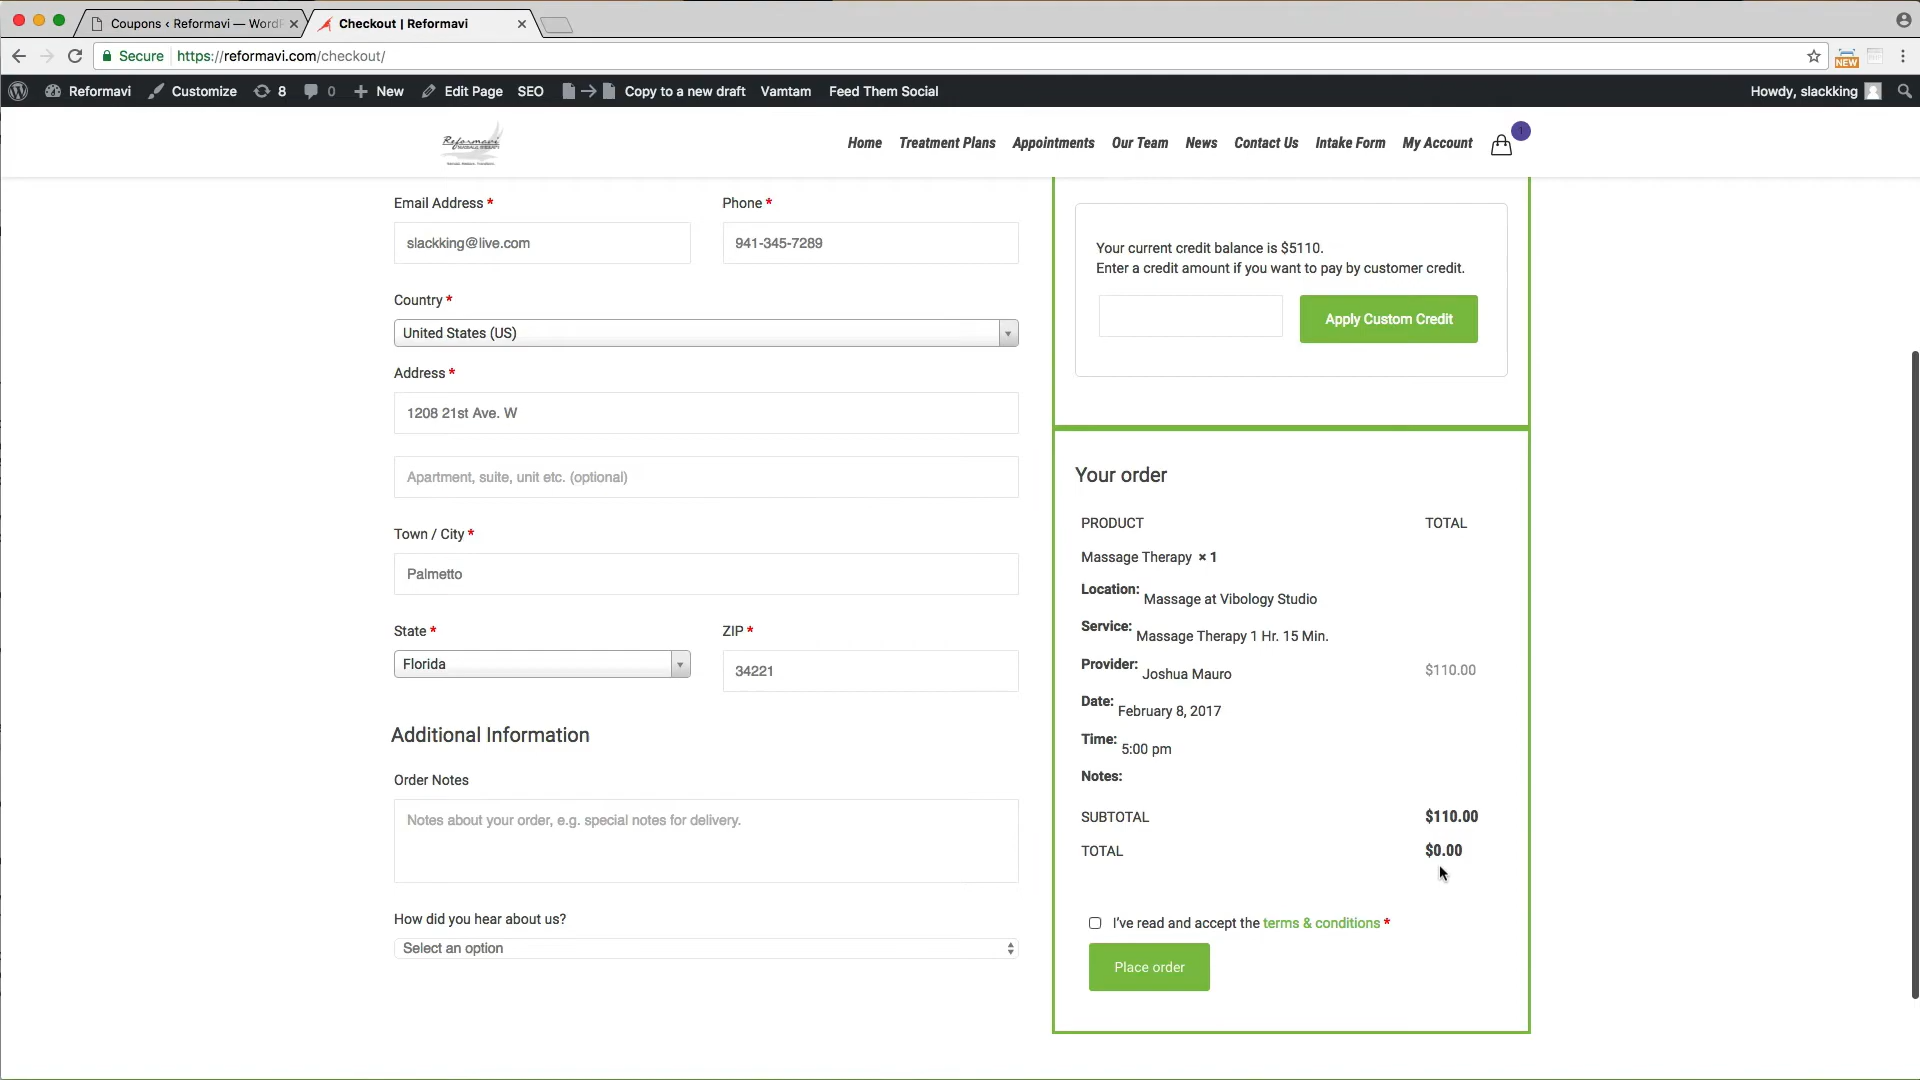 Coupons ‹ Reformavi — WordP
Checkout | Reformavi
Secure
https://reformavi.com/checkout/
NEW
Reformavi
Customize
8
0
New
Edit Page
SEO
Copy to a new draft
Vamtam
Feed Them Social
Howdy, slackking
Reformavi
Home
Treatment Plans
Appointments
Our Team
News
Contact Us
Intake Form
My Account
1
Email Address *
Phone *
slackking@live.com
941-345-7289
Country *
United States (US)
Address *
1208 21st Ave. W
Apartment, suite, unit etc. (optional)
Town / City *
Palmetto
State *
ZIP *
Florida
34221
Additional Information
Order Notes
Notes about your order, e.g. special notes for delivery.
How did you hear about us?
Select an option
Your current credit balance is $5110.
Enter a credit amount if you want to pay by customer credit.
Apply Custom Credit
Your order
PRODUCT
TOTAL
Massage Therapy × 1
Location: Massage at Vibology Studio
Service: Massage Therapy 1 Hr. 15 Min.
Provider: Joshua Mauro
$110.00
Date: February 8, 2017
Time: 5:00 pm
Notes:
SUBTOTAL
$110.00
TOTAL
$0.00
I've read and accept the terms & conditions *
Place order